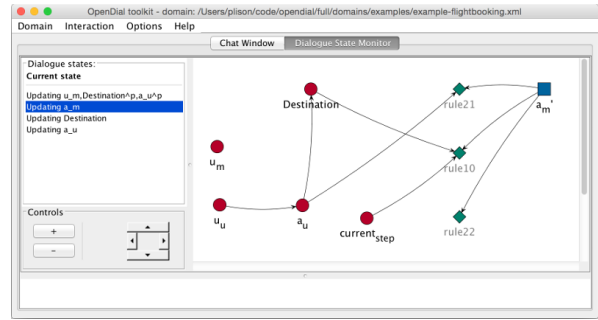 OpenDial toolkit - domain: /Users/plison/code/opendial/full/domains/examples/example-flightbooking.xml
Domain Interaction Options Help
Chat Window Dialogue State Monitor
Dialogue states:
Current state
Updating u_m,Destination^p,a_u^p
Updating a_m
Updating Destination
Updating a_u
Controls
+
-
Destination
rule21
a_m'
u_m
rule10
u_u
a_u
current_step
rule22